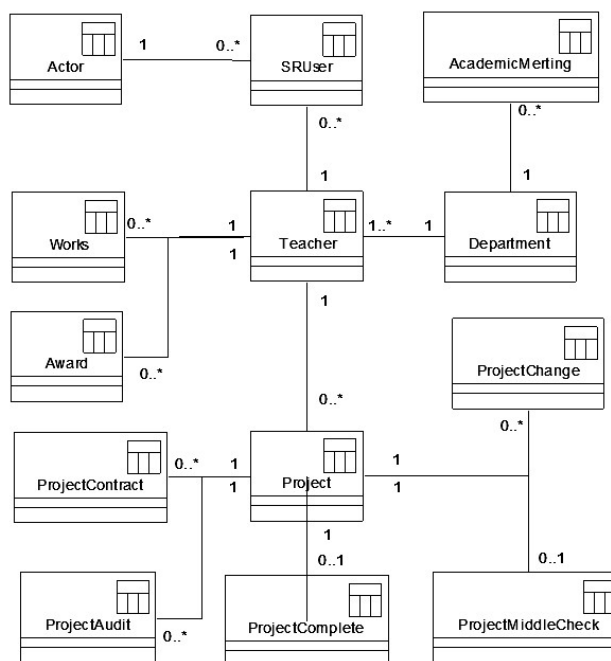 Actor
1
0..*
SRUser
AcademicMerting
0..*
1
0..*
1
Works
0..*
1
1
Teacher
1..*
1
Department
Award
0..*
1
0..*
ProjectChange
0..*
ProjectContract
0..*
1
1
Project
1
1
1
0..1
0..1
ProjectAudit
0..*
ProjectComplete
ProjectMiddleCheck